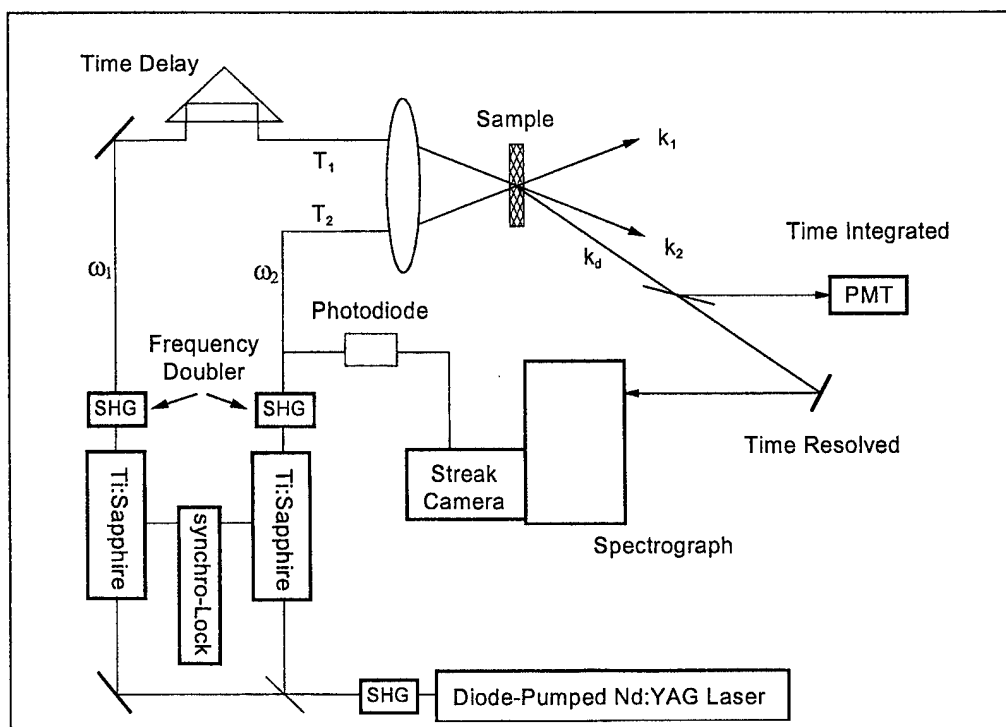 Time Delay
Sample
k₁
T₁
T₂
k₂
k_d
Time Integrated
PMT
ω₁
ω₂
Photodiode
Frequency
Doubler
SHG
SHG
Time Resolved
Ti:Sapphire
synchro-Lock
Ti:Sapphire
Streak
Camera
Spectrograph
SHG
Diode-Pumped Nd:YAG Laser